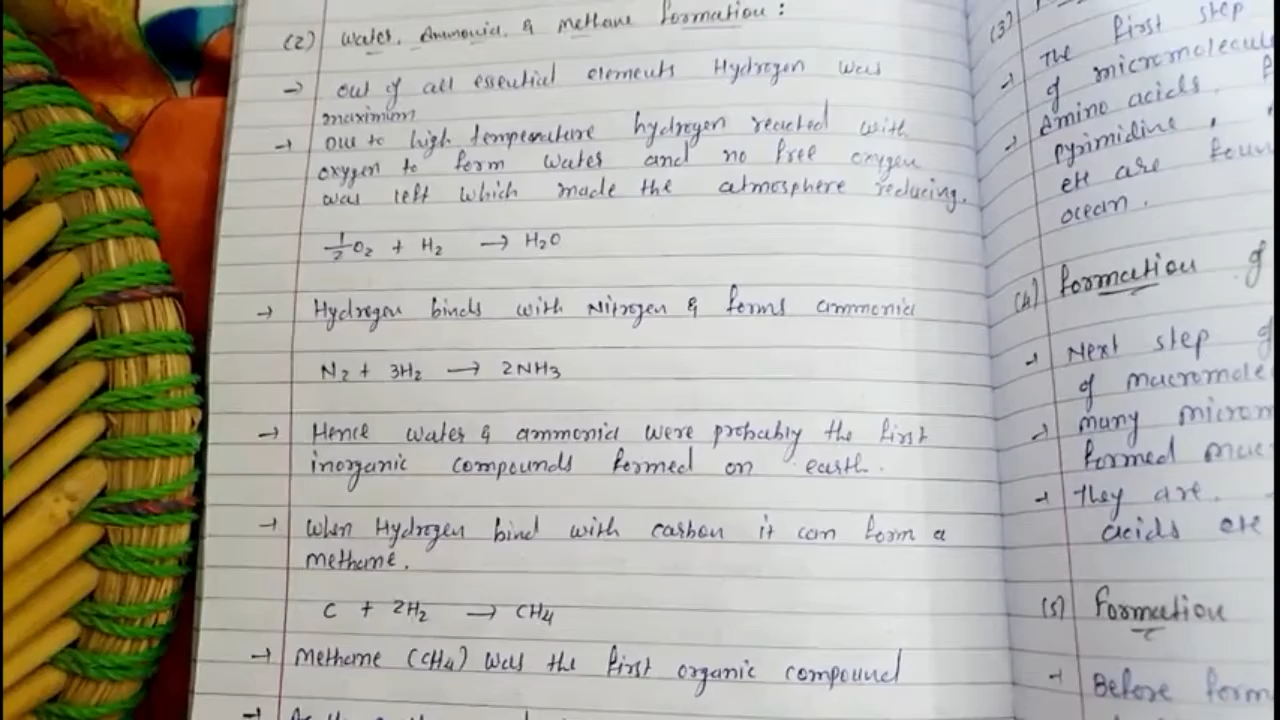 (2) Water, Ammonia & Methane formation :
→ out of all essential elements Hydrogen was
maximum
→ Due to high temperature hydrogen reacted with
oxygen to form water and no free oxygen
was left which made the atmosphere reducing.
1/2 O2 + H2 → H2O
→ Hydrogen binds with Nitrogen & forms ammonia
N2 + 3H2 → 2NH3
→ Hence water & ammonia were probably the first
inorganic compounds formed on earth.
→ When Hydrogen bind with carbon it can form a
methane.
C + 2H2 → CH4
→ Methane (CH4) was the first organic compound
(3)
→ The first step
of micromolecul
→ Amino acids,
pyrimidine,
etc are foun
ocean.
(4) Formation of
→ Next step of
of macromole
→ many microm
formed mac
→ They are
acids etc
(5) Formation
→ Before form